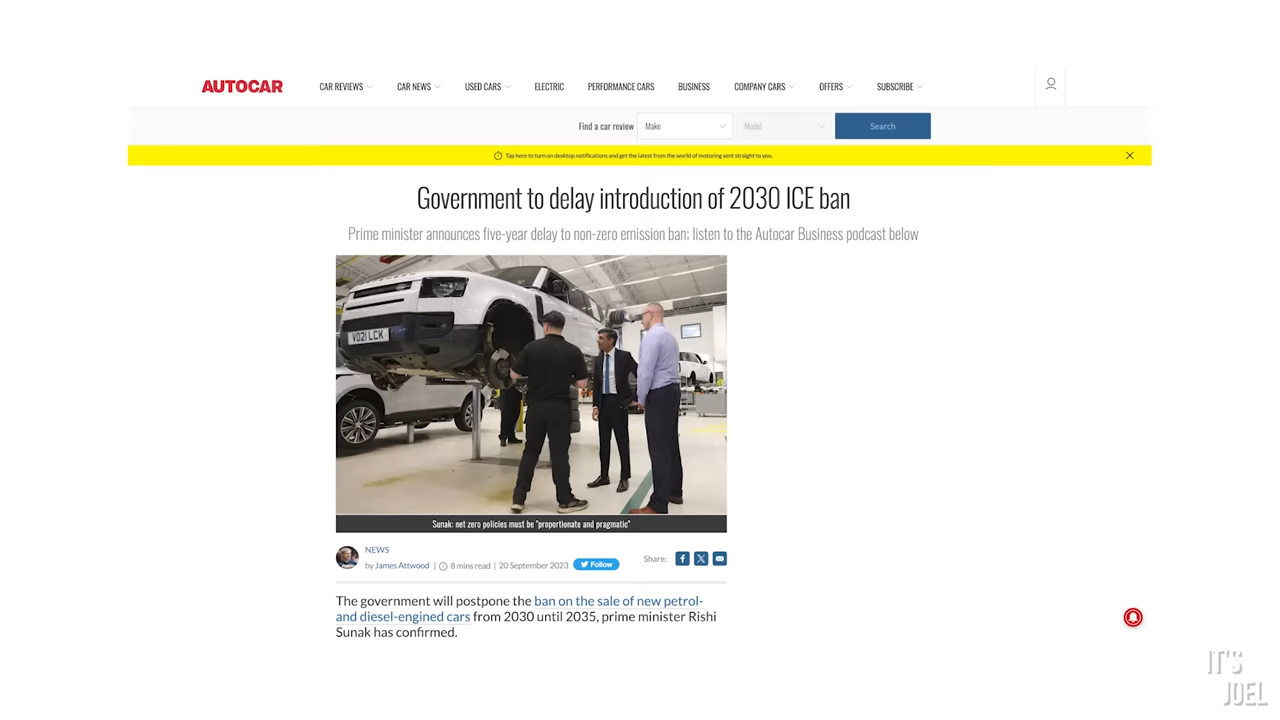 AUTOCAR
CAR REVIEWS CAR NEWS USED CARS ELECTRIC PERFORMANCE CARS BUSINESS COMPANY CARS OFFERS SUBSCRIBE
Find a car review Make Model Search
Tap here to turn on desktop notifications and get the latest from the world of motoring sent straight to you.
Government to delay introduction of 2030 ICE ban
Prime minister announces five-year delay to non-zero emission ban; listen to the Autocar Business podcast below
VO21 LCK
Sunak: net zero policies must be "proportionate and pragmatic"
NEWS
by James Attwood | 8 mins read | 20 September 2023 Follow Share:
The government will postpone the ban on the sale of new petrol-
and diesel-engined cars from 2030 until 2035, prime minister Rishi
Sunak has confirmed.
IT'S
JOEL